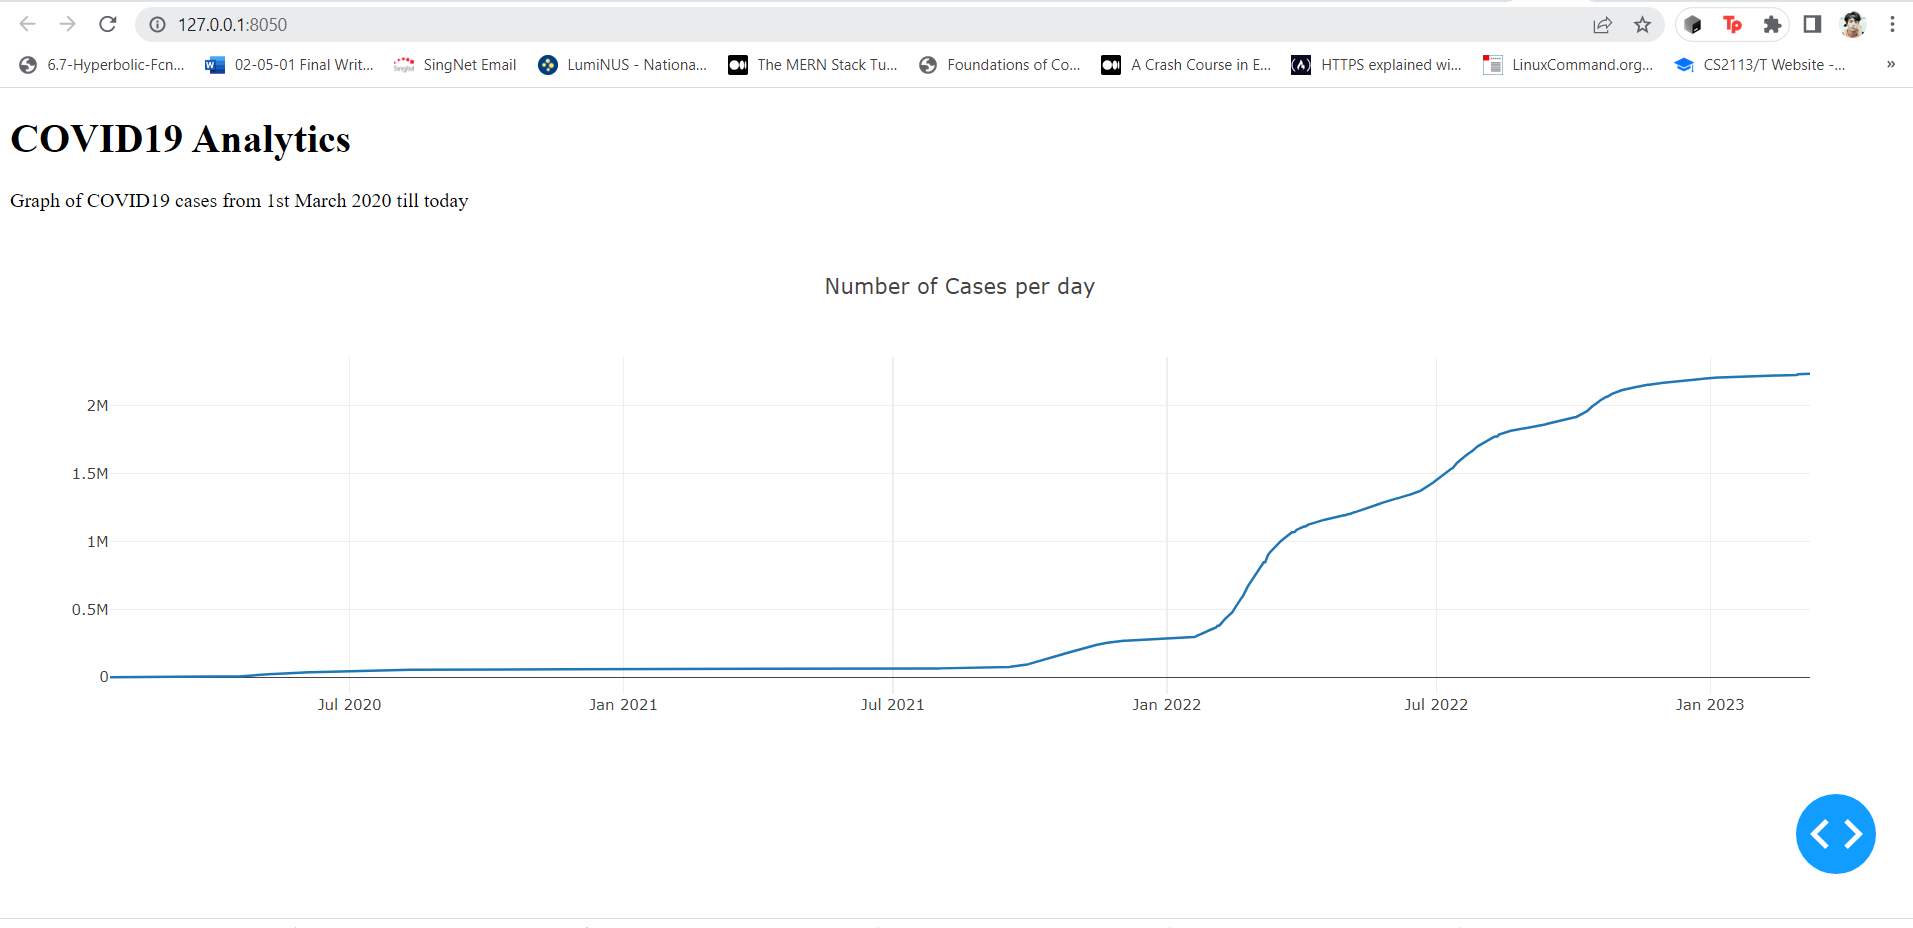 127.0.0.1:8050
6.7-Hyperbolic-Fcn...
02-05-01 Final Writ...
SingNet Email
LumiNUS - Nationa...
The MERN Stack Tu...
Foundations of Co...
A Crash Course in E...
HTTPS explained wi...
LinuxCommand.org...
CS2113/T Website -...
»
COVID19 Analytics
Graph of COVID19 cases from 1st March 2020 till today
Number of Cases per day
2M
1.5M
1M
0.5M
0
Jul 2020
Jan 2021
Jul 2021
Jan 2022
Jul 2022
Jan 2023